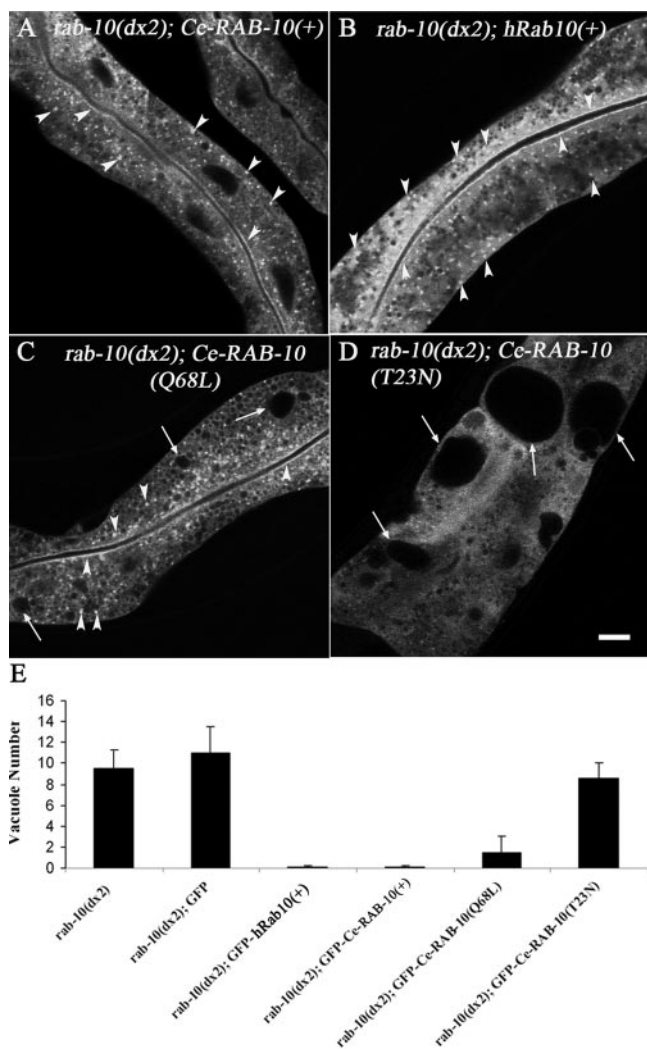 A rab-10(dx2); Ce-RAB-10(+)
B rab-10(dx2); hRab10(+)
C rab-10(dx2); Ce-RAB-10
(Q68L)
D rab-10(dx2); Ce-RAB-10
(T23N)
E
Vacuole Number
16
14
12
10
8
6
4
2
0
rab-10(dx2)
rab-10(dx2); GFP
rab-10(dx2); GFP-hRab10(+)
rab-10(dx2); GFP-Ce-RAB-10(+)
rab-10(dx2); GFP-Ce-RAB-10(Q68L)
rab-10(dx2); GFP-Ce-RAB-10(T23N)